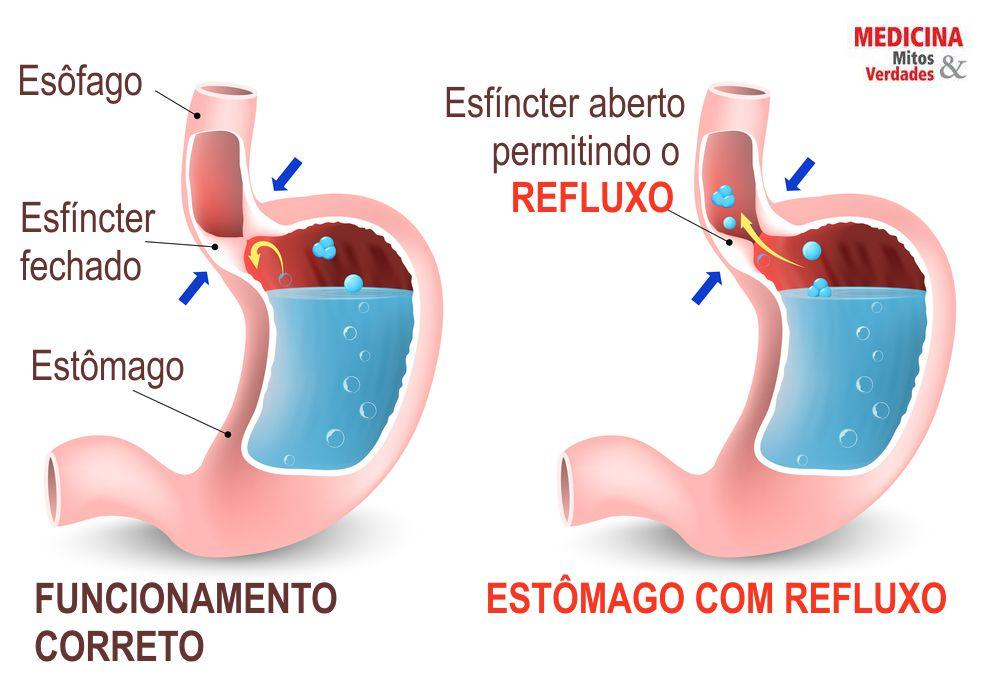 MEDICINA
Mitos &
Verdades
Esôfago
Esfíncter
fechado
Estômago
FUNCIONAMENTO
CORRETO
Esfíncter aberto
permitindo o
REFLUXO
ESTÔMAGO COM REFLUXO